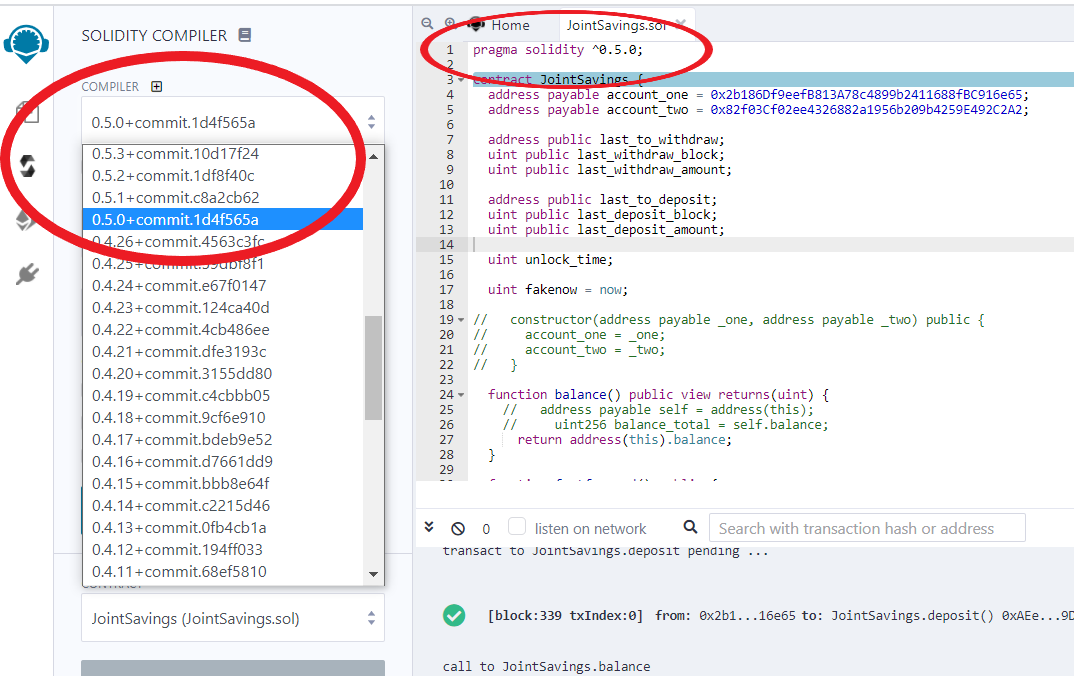 SOLIDITY COMPILER
COMPILER
0.5.0+commit.1d4f565a
0.5.3+commit.10d17f24
0.5.2+commit.1df8f40c
0.5.1+commit.c8a2cb62
0.5.0+commit.1d4f565a
0.4.26+commit.4563c3fc
0.4.25+commit.59dbf8f1
0.4.24+commit.e67f0147
0.4.23+commit.124ca40d
0.4.22+commit.4cb486ee
0.4.21+commit.dfe3193c
0.4.20+commit.3155dd80
0.4.19+commit.c4cbbb05
0.4.18+commit.9cf6e910
0.4.17+commit.bdeb9e52
0.4.16+commit.d7661dd9
0.4.15+commit.bbb8e64f
0.4.14+commit.c2215d46
0.4.13+commit.0fb4cb1a
0.4.12+commit.194ff033
0.4.11+commit.68ef5810
CONTRACT
JointSavings (JointSavings.sol)
Home JointSavings.sol
1 pragma solidity ^0.5.0;
2
3 contract JointSavings {
4 address payable account_one = 0x2b186Df9eefB813A78c4899b2411688fBC916e65;
5 address payable account_two = 0x82f03Cf02ee4326882a1956b209b4259E492C2A2;
6
7 address public last_to_withdraw;
8 uint public last_withdraw_block;
9 uint public last_withdraw_amount;
10
11 address public last_to_deposit;
12 uint public last_deposit_block;
13 uint public last_deposit_amount;
14
15 uint unlock_time;
16
17 uint fakenow = now;
18
19 // constructor(address payable _one, address payable _two) public {
20 // account_one = _one;
21 // account_two = _two;
22 // }
23
24 function balance() public view returns(uint) {
25 // address payable self = address(this);
26 // uint256 balance_total = self.balance;
27 return address(this).balance;
28 }
29
0 listen on network Search with transaction hash or address
transact to JointSavings.deposit pending ...
[block:339 txIndex:0] from: 0x2b1...16e65 to: JointSavings.deposit() 0xAEe...9D
call to JointSavings.balance